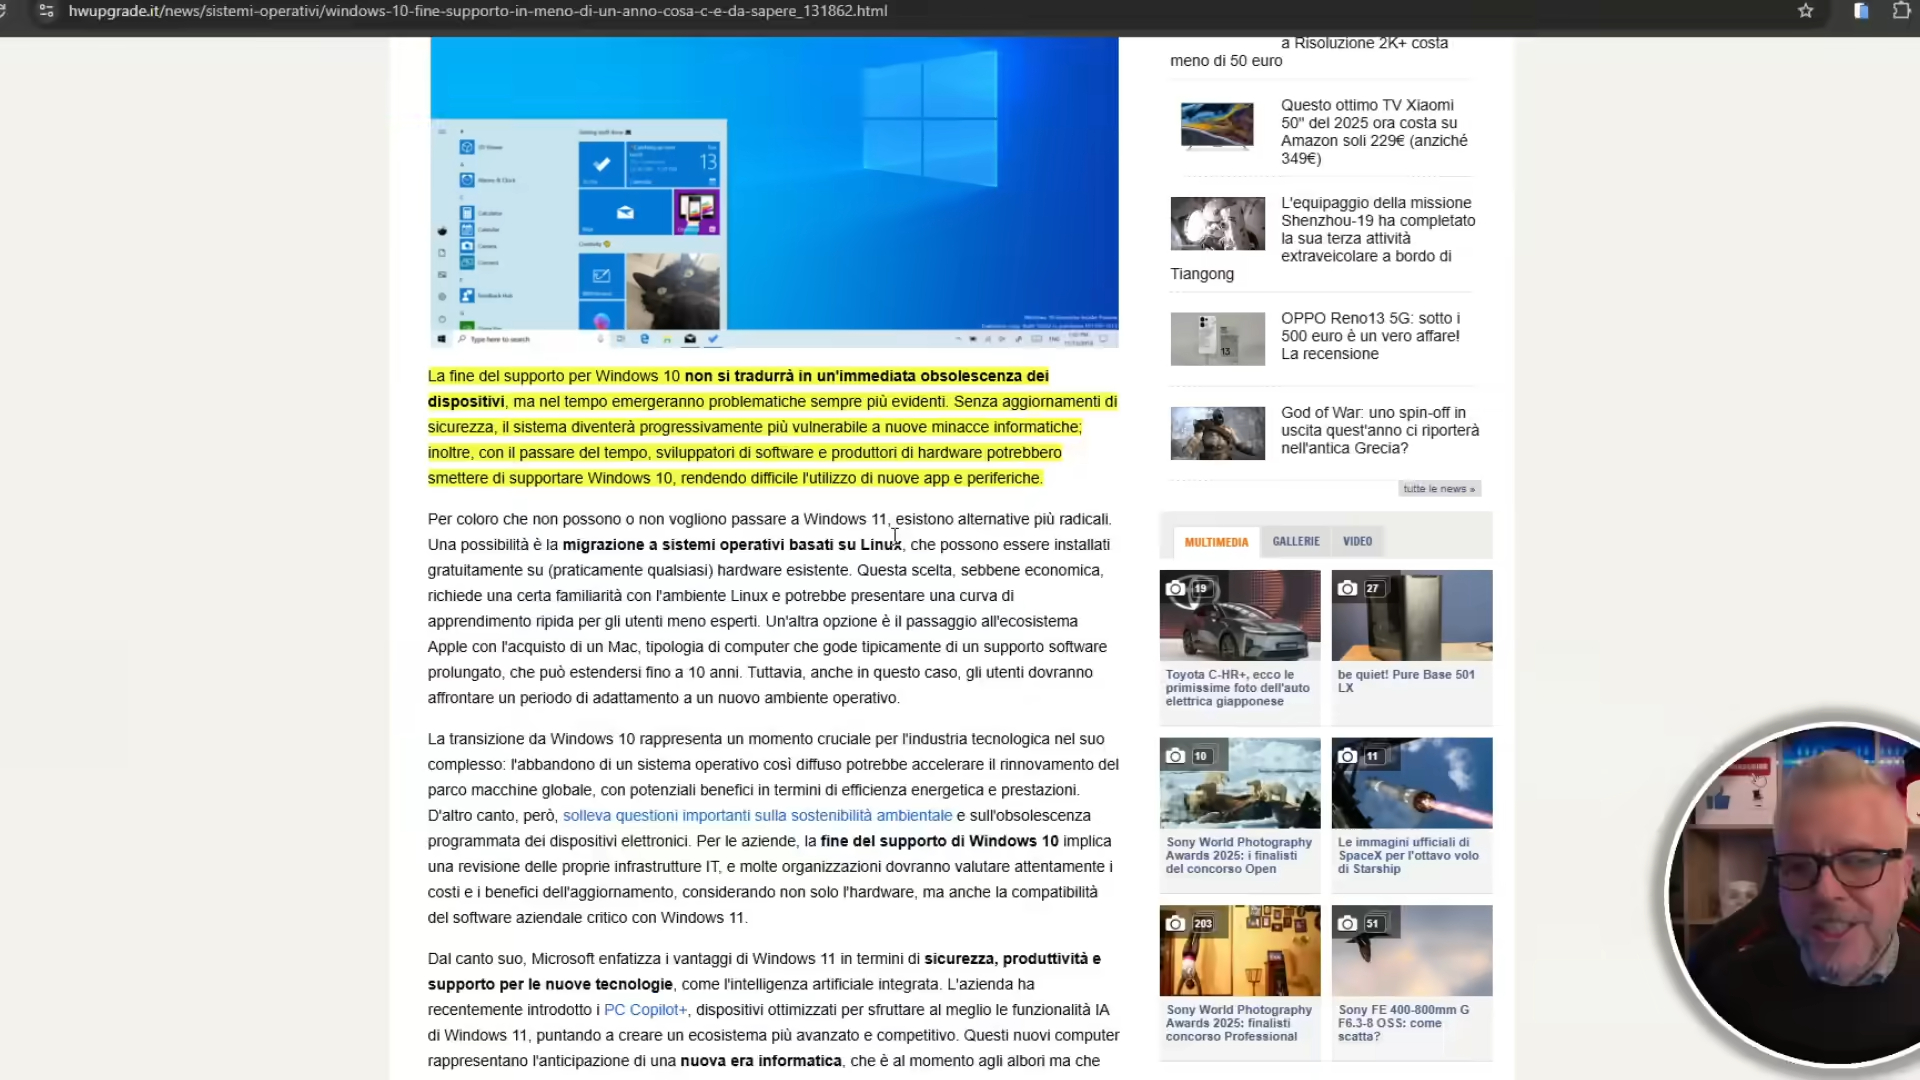 hwupgrade.it/news/sistemi-operativi/windows-10-fine-supporto-in-meno-di-un-anno-cosa-c-e-da-sapere_131862.html
Getting stuff done
13
Calculator
Calendar
Camera
Connect
Feedback Hub
Type here to search
La fine del supporto per Windows 10 non si tradurrà in un'immediata obsolescenza dei
dispositivi, ma nel tempo emergeranno problematiche sempre più evidenti. Senza aggiornamenti di
sicurezza, il sistema diventerà progressivamente più vulnerabile a nuove minacce informatiche;
inoltre, con il passare del tempo, sviluppatori di software e produttori di hardware potrebbero
smettere di supportare Windows 10, rendendo difficile l'utilizzo di nuove app e periferiche.
Per coloro che non possono o non vogliono passare a Windows 11, esistono alternative più radicali.
Una possibilità è la migrazione a sistemi operativi basati su Linux, che possono essere installati
gratuitamente su (praticamente qualsiasi) hardware esistente. Questa scelta, sebbene economica,
richiede una certa familiarità con l'ambiente Linux e potrebbe presentare una curva di
apprendimento ripida per gli utenti meno esperti. Un'altra opzione è il passaggio all'ecosistema
Apple con l'acquisto di un Mac, tipologia di computer che gode tipicamente di un supporto software
prolungato, che può estendersi fino a 10 anni. Tuttavia, anche in questo caso, gli utenti dovranno
affrontare un periodo di adattamento a un nuovo ambiente operativo.
La transizione da Windows 10 rappresenta un momento cruciale per l'industria tecnologica nel suo
complesso: l'abbandono di un sistema operativo così diffuso potrebbe accelerare il rinnovamento del
parco macchine globale, con potenziali benefici in termini di efficienza energetica e prestazioni.
D'altro canto, però, solleva questioni importanti sulla sostenibilità ambientale e sull'obsolescenza
programmata dei dispositivi elettronici. Per le aziende, la fine del supporto di Windows 10 implica
una revisione delle proprie infrastrutture IT, e molte organizzazioni dovranno valutare attentamente i
costi e i benefici dell'aggiornamento, considerando non solo l'hardware, ma anche la compatibilità
del software aziendale critico con Windows 11.
Dal canto suo, Microsoft enfatizza i vantaggi di Windows 11 in termini di sicurezza, produttività e
supporto per le nuove tecnologie, come l'intelligenza artificiale integrata. L'azienda ha
recentemente introdotto i PC Copilot+, dispositivi ottimizzati per sfruttare al meglio le funzionalità IA
di Windows 11, puntando a creare un ecosistema più avanzato e competitivo. Questi nuovi computer
rappresentano l'anticipazione di una nuova era informatica, che è al momento agli albori ma che
a Risoluzione 2K+ costa
meno di 50 euro
Questo ottimo TV Xiaomi
50" del 2025 ora costa su
Amazon soli 229€ (anziché
349€)
L'equipaggio della missione
Shenzhou-19 ha completato
la sua terza attività
extraveicolare a bordo di
Tiangong
OPPO Reno13 5G: sotto i
500 euro è un vero affare!
La recensione
God of War: uno spin-off in
uscita quest'anno ci riporterà
nell'antica Grecia?
tutte le news »
MULTIMEDIA
GALLERIE
VIDEO
19
27
Toyota C-HR+, ecco le
primissime foto dell'auto
elettrica giapponese
be quiet! Pure Base 501
LX
10
11
Sony World Photography
Awards 2025: i finalisti
del concorso Open
Le immagini ufficiali di
SpaceX per l'ottavo volo
di Starship
203
51
Sony World Photography
Awards 2025: finalisti
concorso Professional
Sony FE 400-800mm G
F6.3-8 OSS: come
scatta?